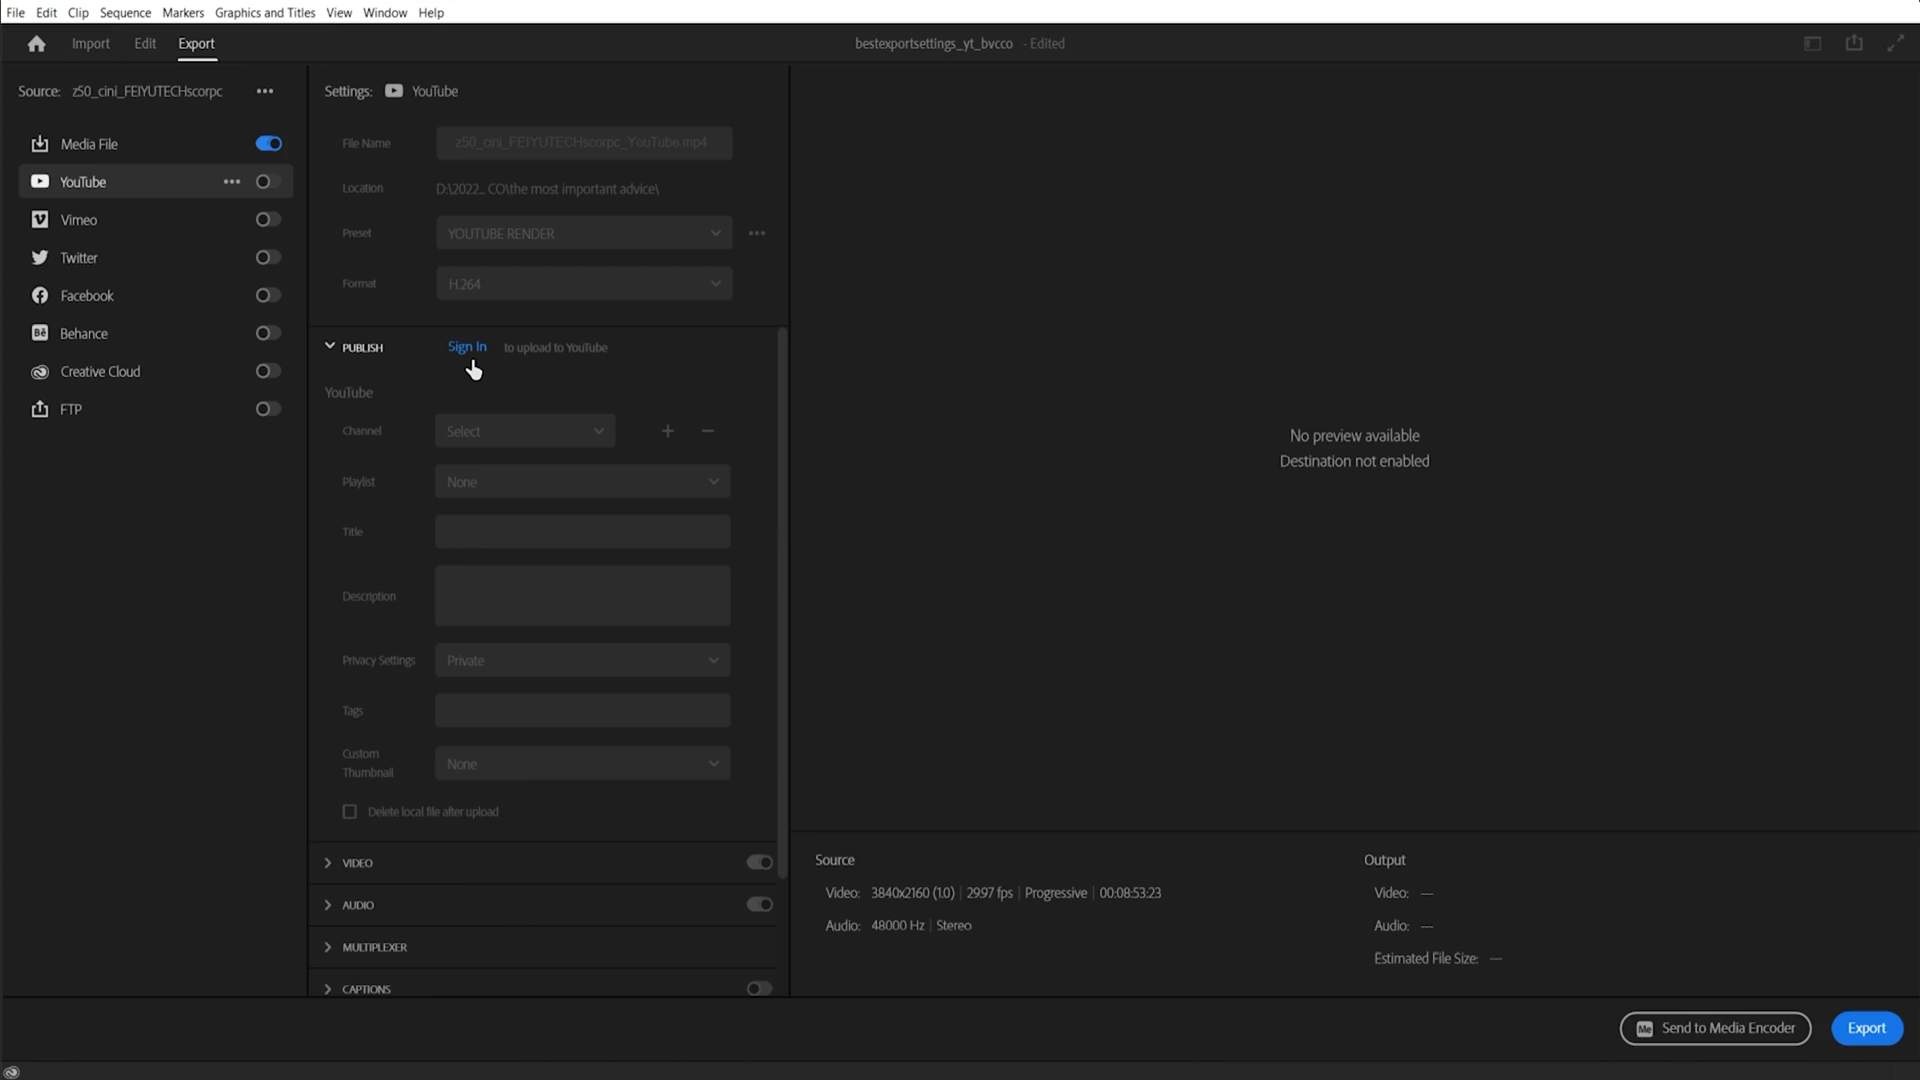 File Edit Clip Sequence Markers Graphics and Titles View Window Help
Import Edit Export
bestexportsettings_yt_bvcco - Edited
Source: z50_cini_FEIYUTECHscorpc •••
Media File
YouTube •••
Vimeo
Twitter
Facebook
Bē Behance
Creative Cloud
FTP
Settings: YouTube
File Name z50_cini_FEIYUTECHscorpc_YouTube.mp4
Location D:\2022_ CO\the most important advice\
Preset YOUTUBE RENDER •••
Format H.264
PUBLISH Sign In to upload to YouTube
YouTube
Channel Select + −
Playlist None
Title
Description
Privacy Settings Private
Tags
Custom
Thumbnail None
Delete local file after upload
VIDEO
AUDIO
MULTIPLEXER
CAPTIONS
No preview available
Destination not enabled
Source
Video: 3840x2160 (1.0) | 29.97 fps | Progressive | 00:08:53:23
Audio: 48000 Hz | Stereo
Output
Video: —
Audio: —
Estimated File Size: —
Me Send to Media Encoder
Export